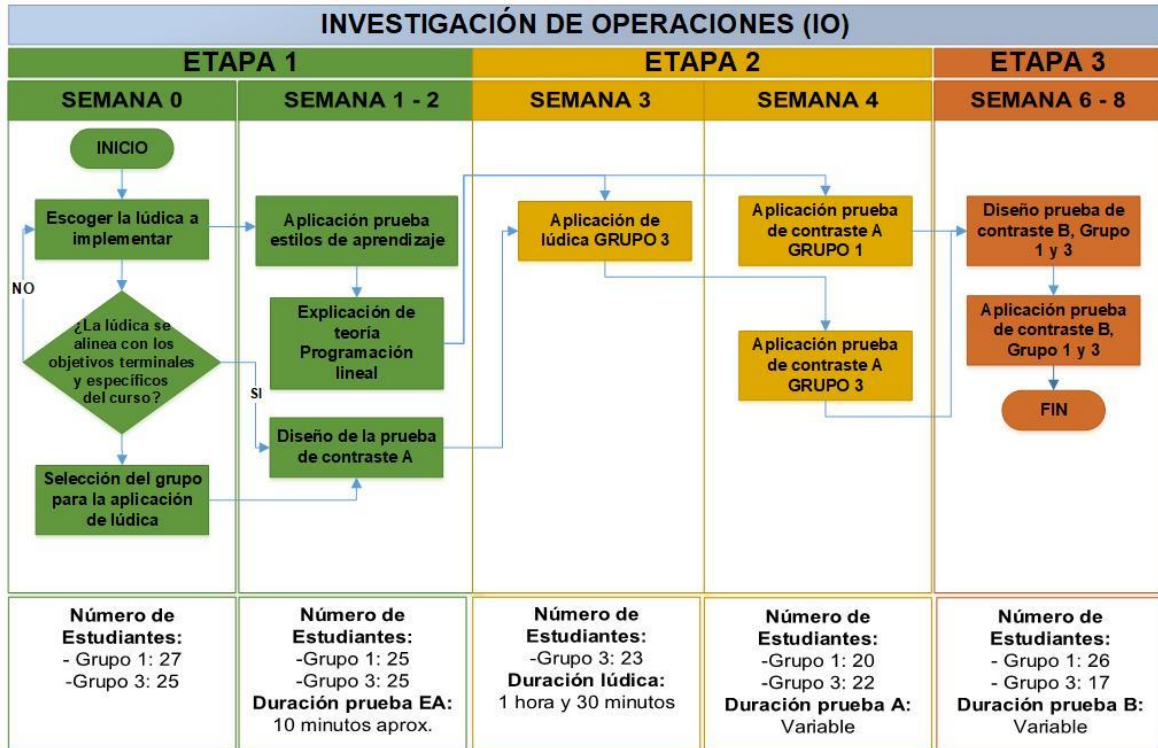 INVESTIGACIÓN DE OPERACIONES (IO)
ETAPA 1
ETAPA 2
ETAPA 3
SEMANA 0
SEMANA 1 - 2
SEMANA 3
SEMANA 4
SEMANA 6 - 8
INICIO
Escoger la lúdica a
implementar
NO
¿La lúdica se
alinea con los
objetivos terminales
y específicos
del curso?
SI
Selección del grupo
para la aplicación
de lúdica
Aplicación prueba
estilos de aprendizaje
Explicación de
teoría
Programación
lineal
Diseño de la prueba
de contraste A
Aplicación de
lúdica GRUPO 3
Aplicación prueba
de contraste A
GRUPO 1
Aplicación prueba
de contraste A
GRUPO 3
Diseño prueba de
contraste B, Grupo
1 y 3
Aplicación prueba
de contraste B,
Grupo 1 y 3
FIN
Número de
Estudiantes:
- Grupo 1: 27
-Grupo 3: 25
Número de
Estudiantes:
-Grupo 1: 25
-Grupo 3: 25
Duración prueba EA:
10 minutos aprox.
Número de
Estudiantes:
-Grupo 3: 23
Duración lúdica:
1 hora y 30 minutos
Número de
Estudiantes:
-Grupo 1: 20
-Grupo 3: 22
Duración prueba A:
Variable
Número de
Estudiantes:
- Grupo 1: 26
- Grupo 3: 17
Duración prueba B:
Variable